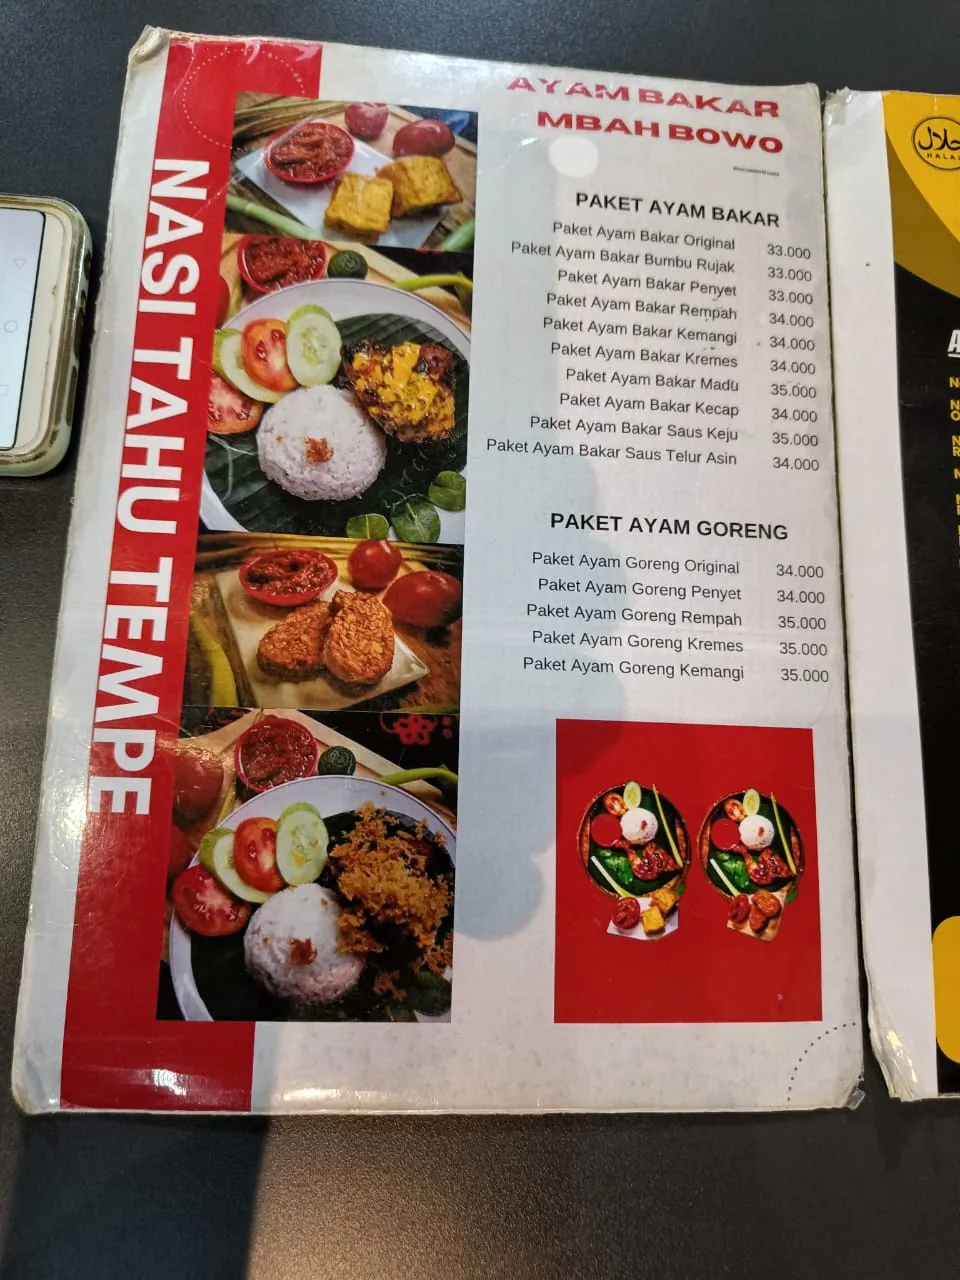 NASI TAHU TEMPE
AYAM BAKAR
MBAH BOWO
PAKET AYAM BAKAR
Paket Ayam Bakar Original 33.000
Paket Ayam Bakar Bumbu Rujak 33.000
Paket Ayam Bakar Penyet 33.000
Paket Ayam Bakar Rempah 34.000
Paket Ayam Bakar Kemangi 34.000
Paket Ayam Bakar Kremes 34.000
Paket Ayam Bakar Madu 35.000
Paket Ayam Bakar Kecap 34.000
Paket Ayam Bakar Saus Keju 35.000
Paket Ayam Bakar Saus Telur Asin 34.000
PAKET AYAM GORENG
Paket Ayam Goreng Original 34.000
Paket Ayam Goreng Penyet 34.000
Paket Ayam Goreng Rempah 35.000
Paket Ayam Goreng Kremes 35.000
Paket Ayam Goreng Kemangi 35.000
حلال